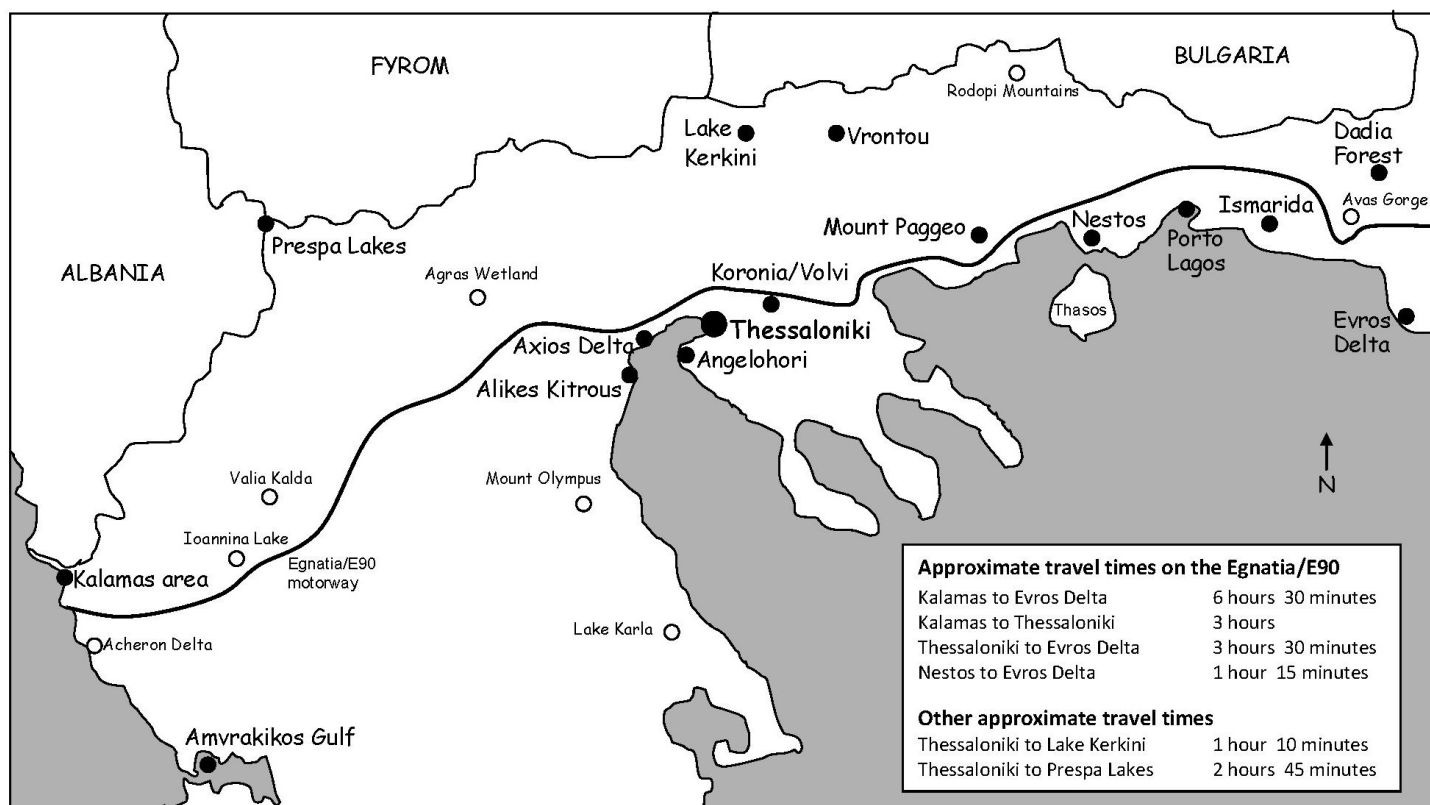 FYROM
BULGARIA
Rodopi Mountains
Lake
Kerkini
Vrontou
Dadia
Forest
Avas Gorge
Prespa Lakes
Mount Paggeo
Nestos
Porto
Lagos
Ismarida
ALBANIA
Agras Wetland
Koronia/Volvi
Thessaloniki
Thasos
Evros
Delta
Axios Delta
Angelohori
Alikes Kitrous
Valia Kalda
Mount Olympus
N
Ioannina Lake
Egnatia/E90
motorway
Kalamas area
Acheron Delta
Lake Karla
Amvrakikos Gulf
Approximate travel times on the Egnatia/E90
Kalamas to Evros Delta 6 hours 30 minutes
Kalamas to Thessaloniki 3 hours
Thessaloniki to Evros Delta 3 hours 30 minutes
Nestos to Evros Delta 1 hour 15 minutes
Other approximate travel times
Thessaloniki to Lake Kerkini 1 hour 10 minutes
Thessaloniki to Prespa Lakes 2 hours 45 minutes